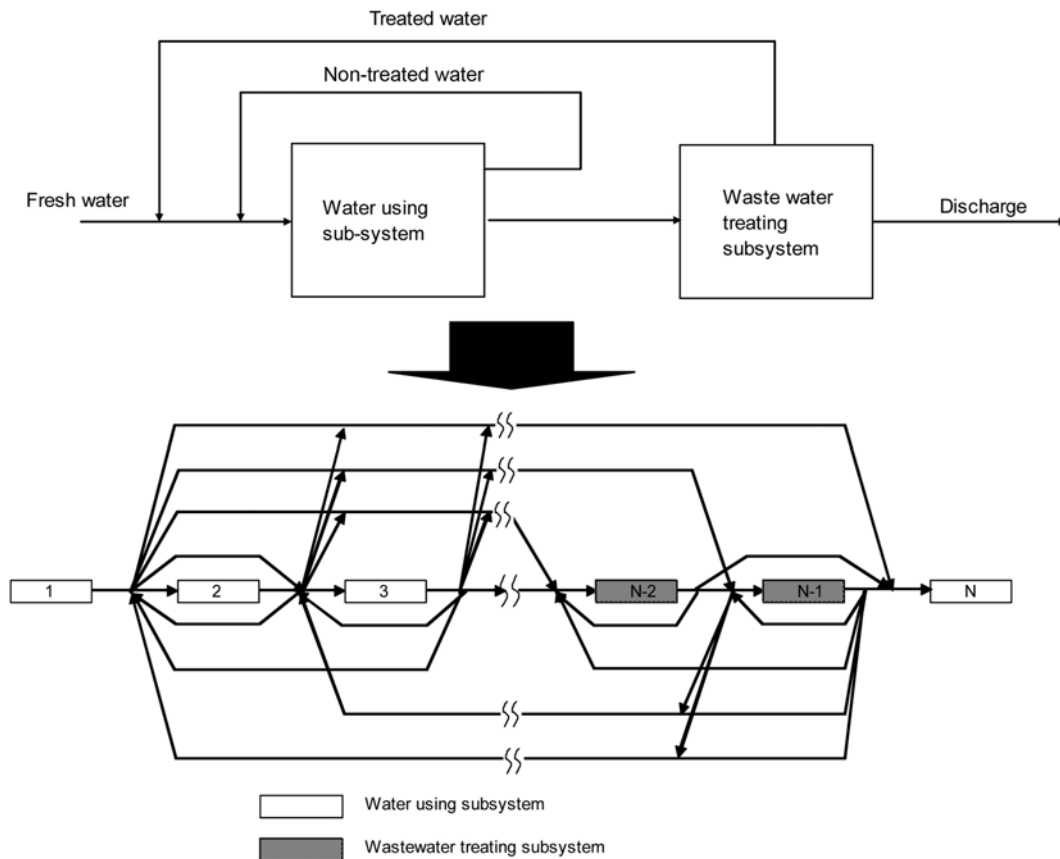 Treated water
Non-treated water
Fresh water
Water using
sub-system
Waste water
treating
subsystem
Discharge
1
2
3
N-2
N-1
N
Water using subsystem
Wastewater treating subsystem